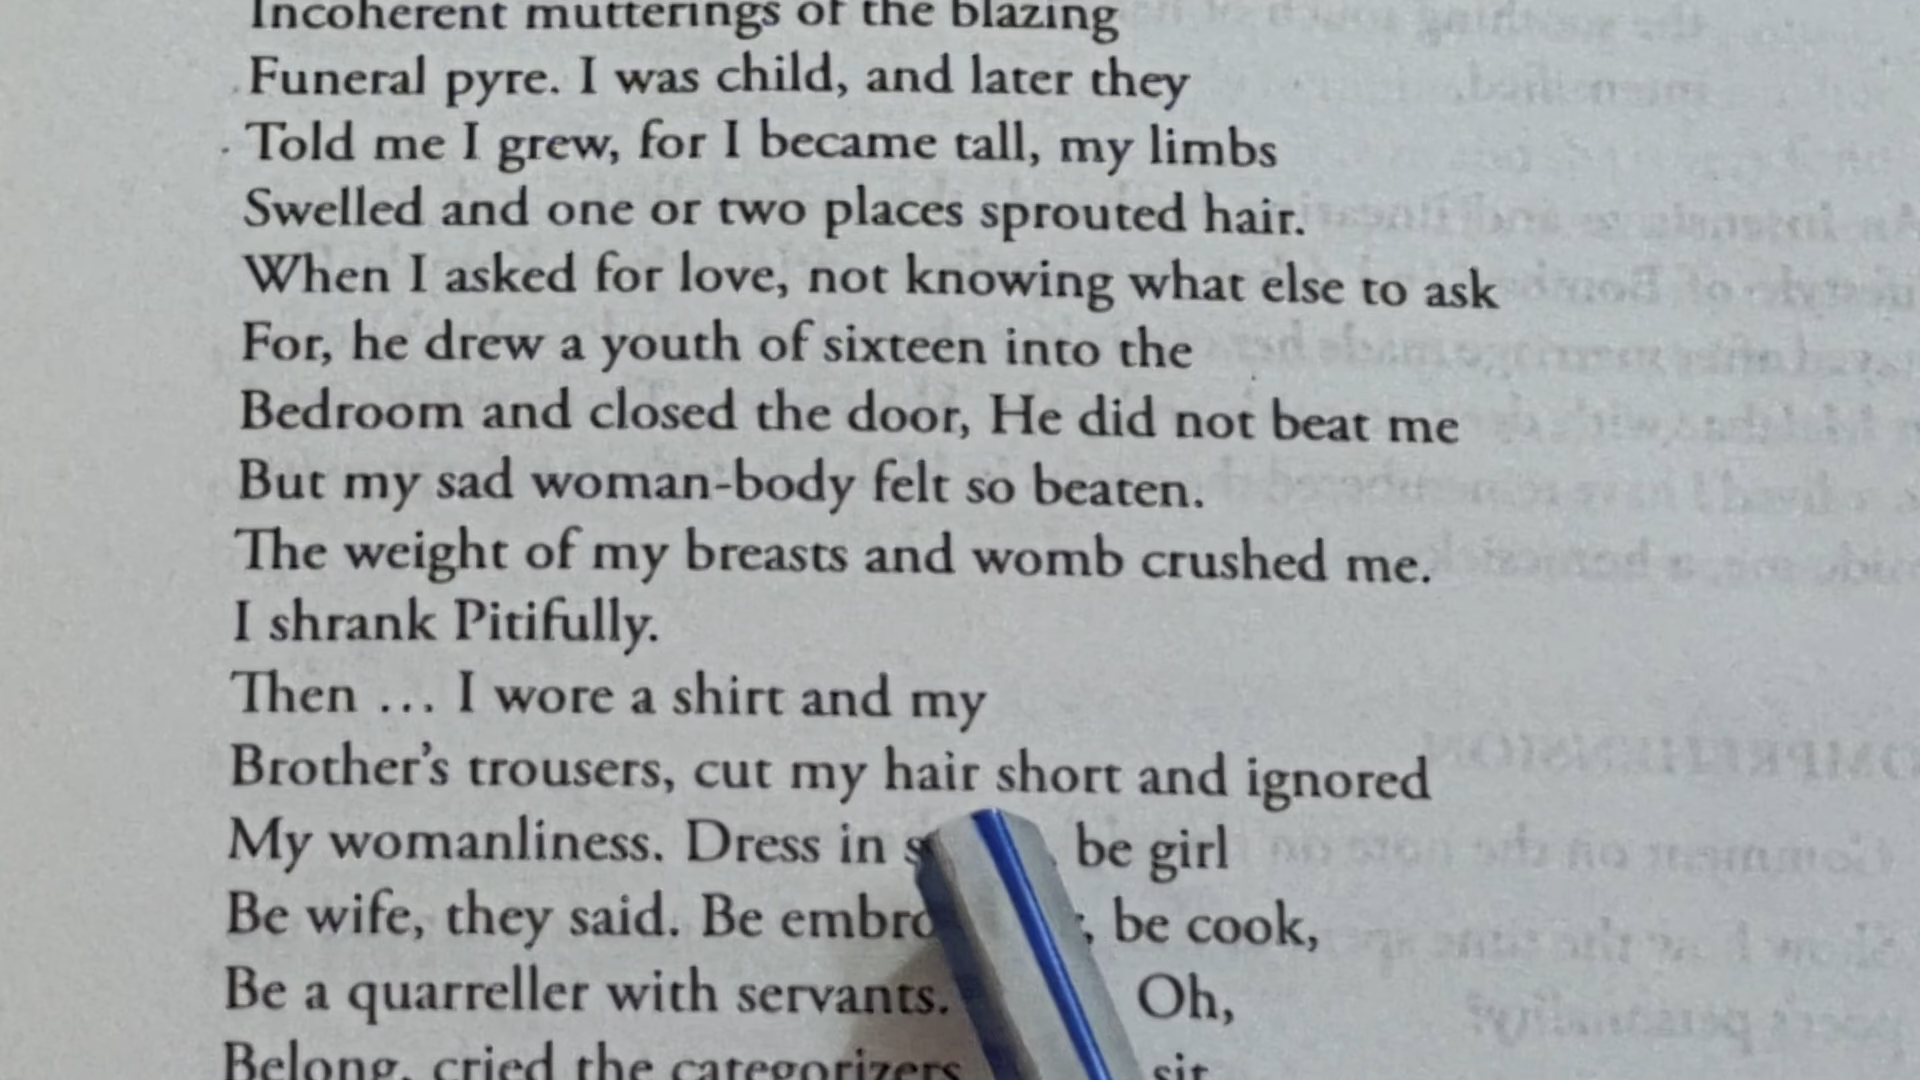 Incoherent mutterings of the blazing
Funeral pyre. I was child, and later they
Told me I grew, for I became tall, my limbs
Swelled and one or two places sprouted hair.
When I asked for love, not knowing what else to ask
For, he drew a youth of sixteen into the
Bedroom and closed the door, He did not beat me
But my sad woman-body felt so beaten.
The weight of my breasts and womb crushed me.
I shrank Pitifully.
Then ... I wore a shirt and my
Brother's trousers, cut my hair short and ignored
My womanliness. Dress in be girl
Be wife, they said. Be be cook,
Be a quarreller with servants. Oh,
Belong, cried the categorizers sit